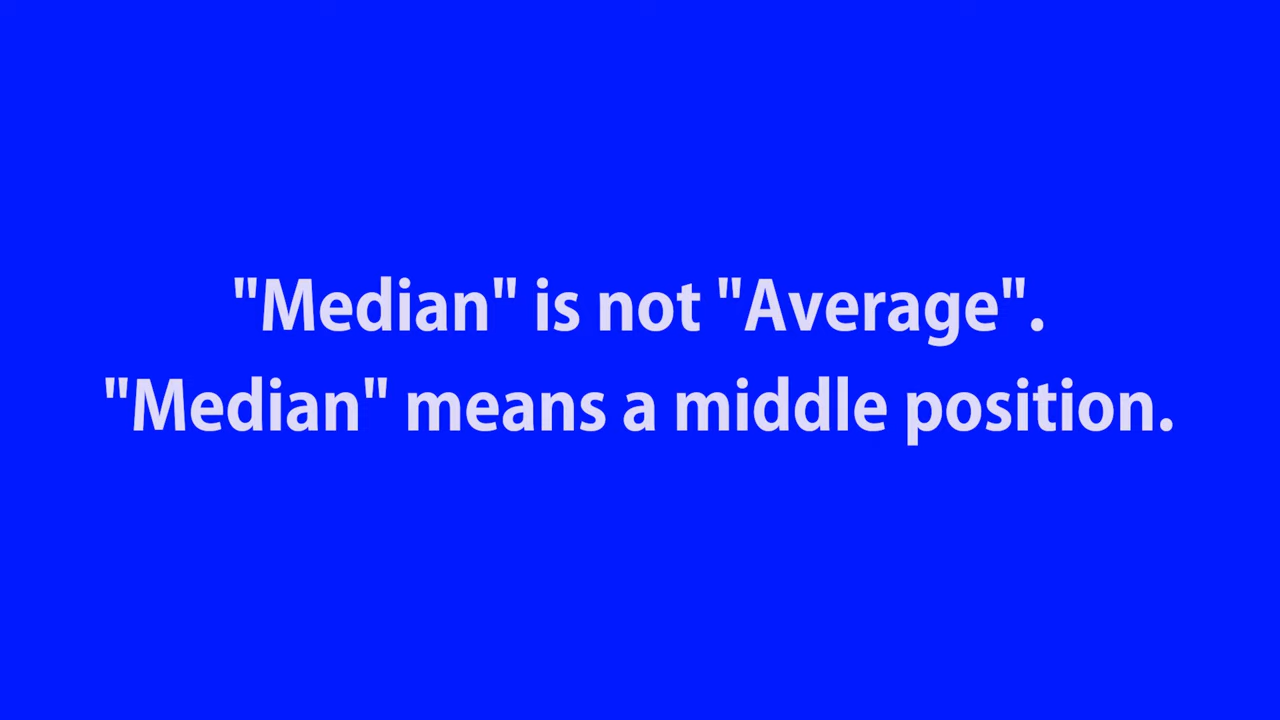 "Median" is not "Average".
"Median" means a middle position.